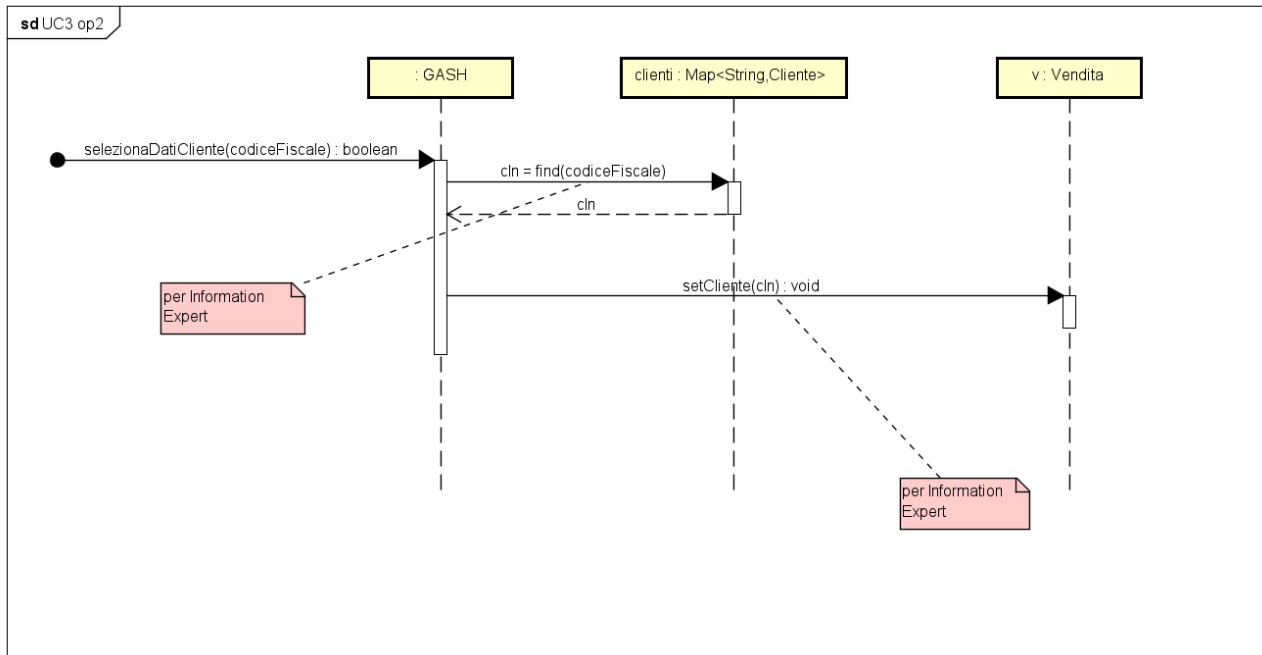 sd UC3 op2
: GASH
clienti : Map<String,Cliente>
v : Vendita
selezionaDatiCliente(codiceFiscale) : boolean
cln = find(codiceFiscale)
cln
setCliente(cln) : void
per Information
Expert
per Information
Expert